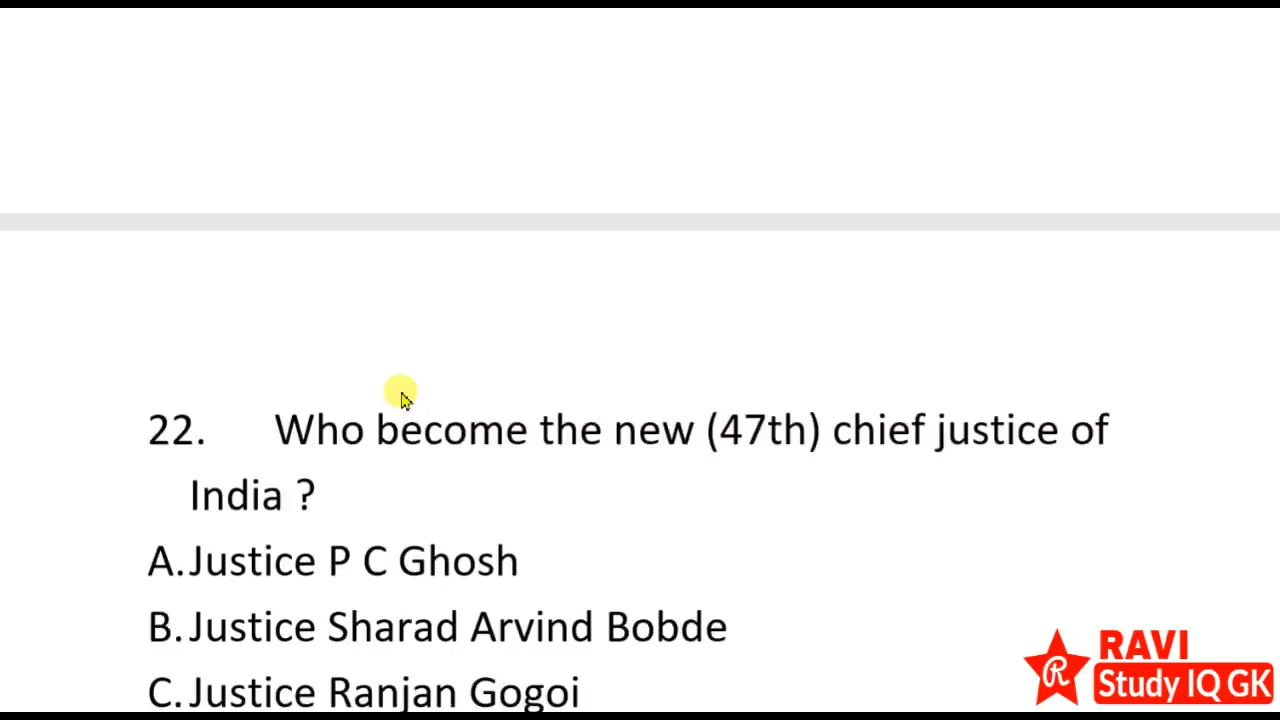 22. Who become the new (47th) chief justice of
India ?
A. Justice P C Ghosh
B. Justice Sharad Arvind Bobde
C. Justice Ranjan Gogoi
R
RAVI
Study IQ GK